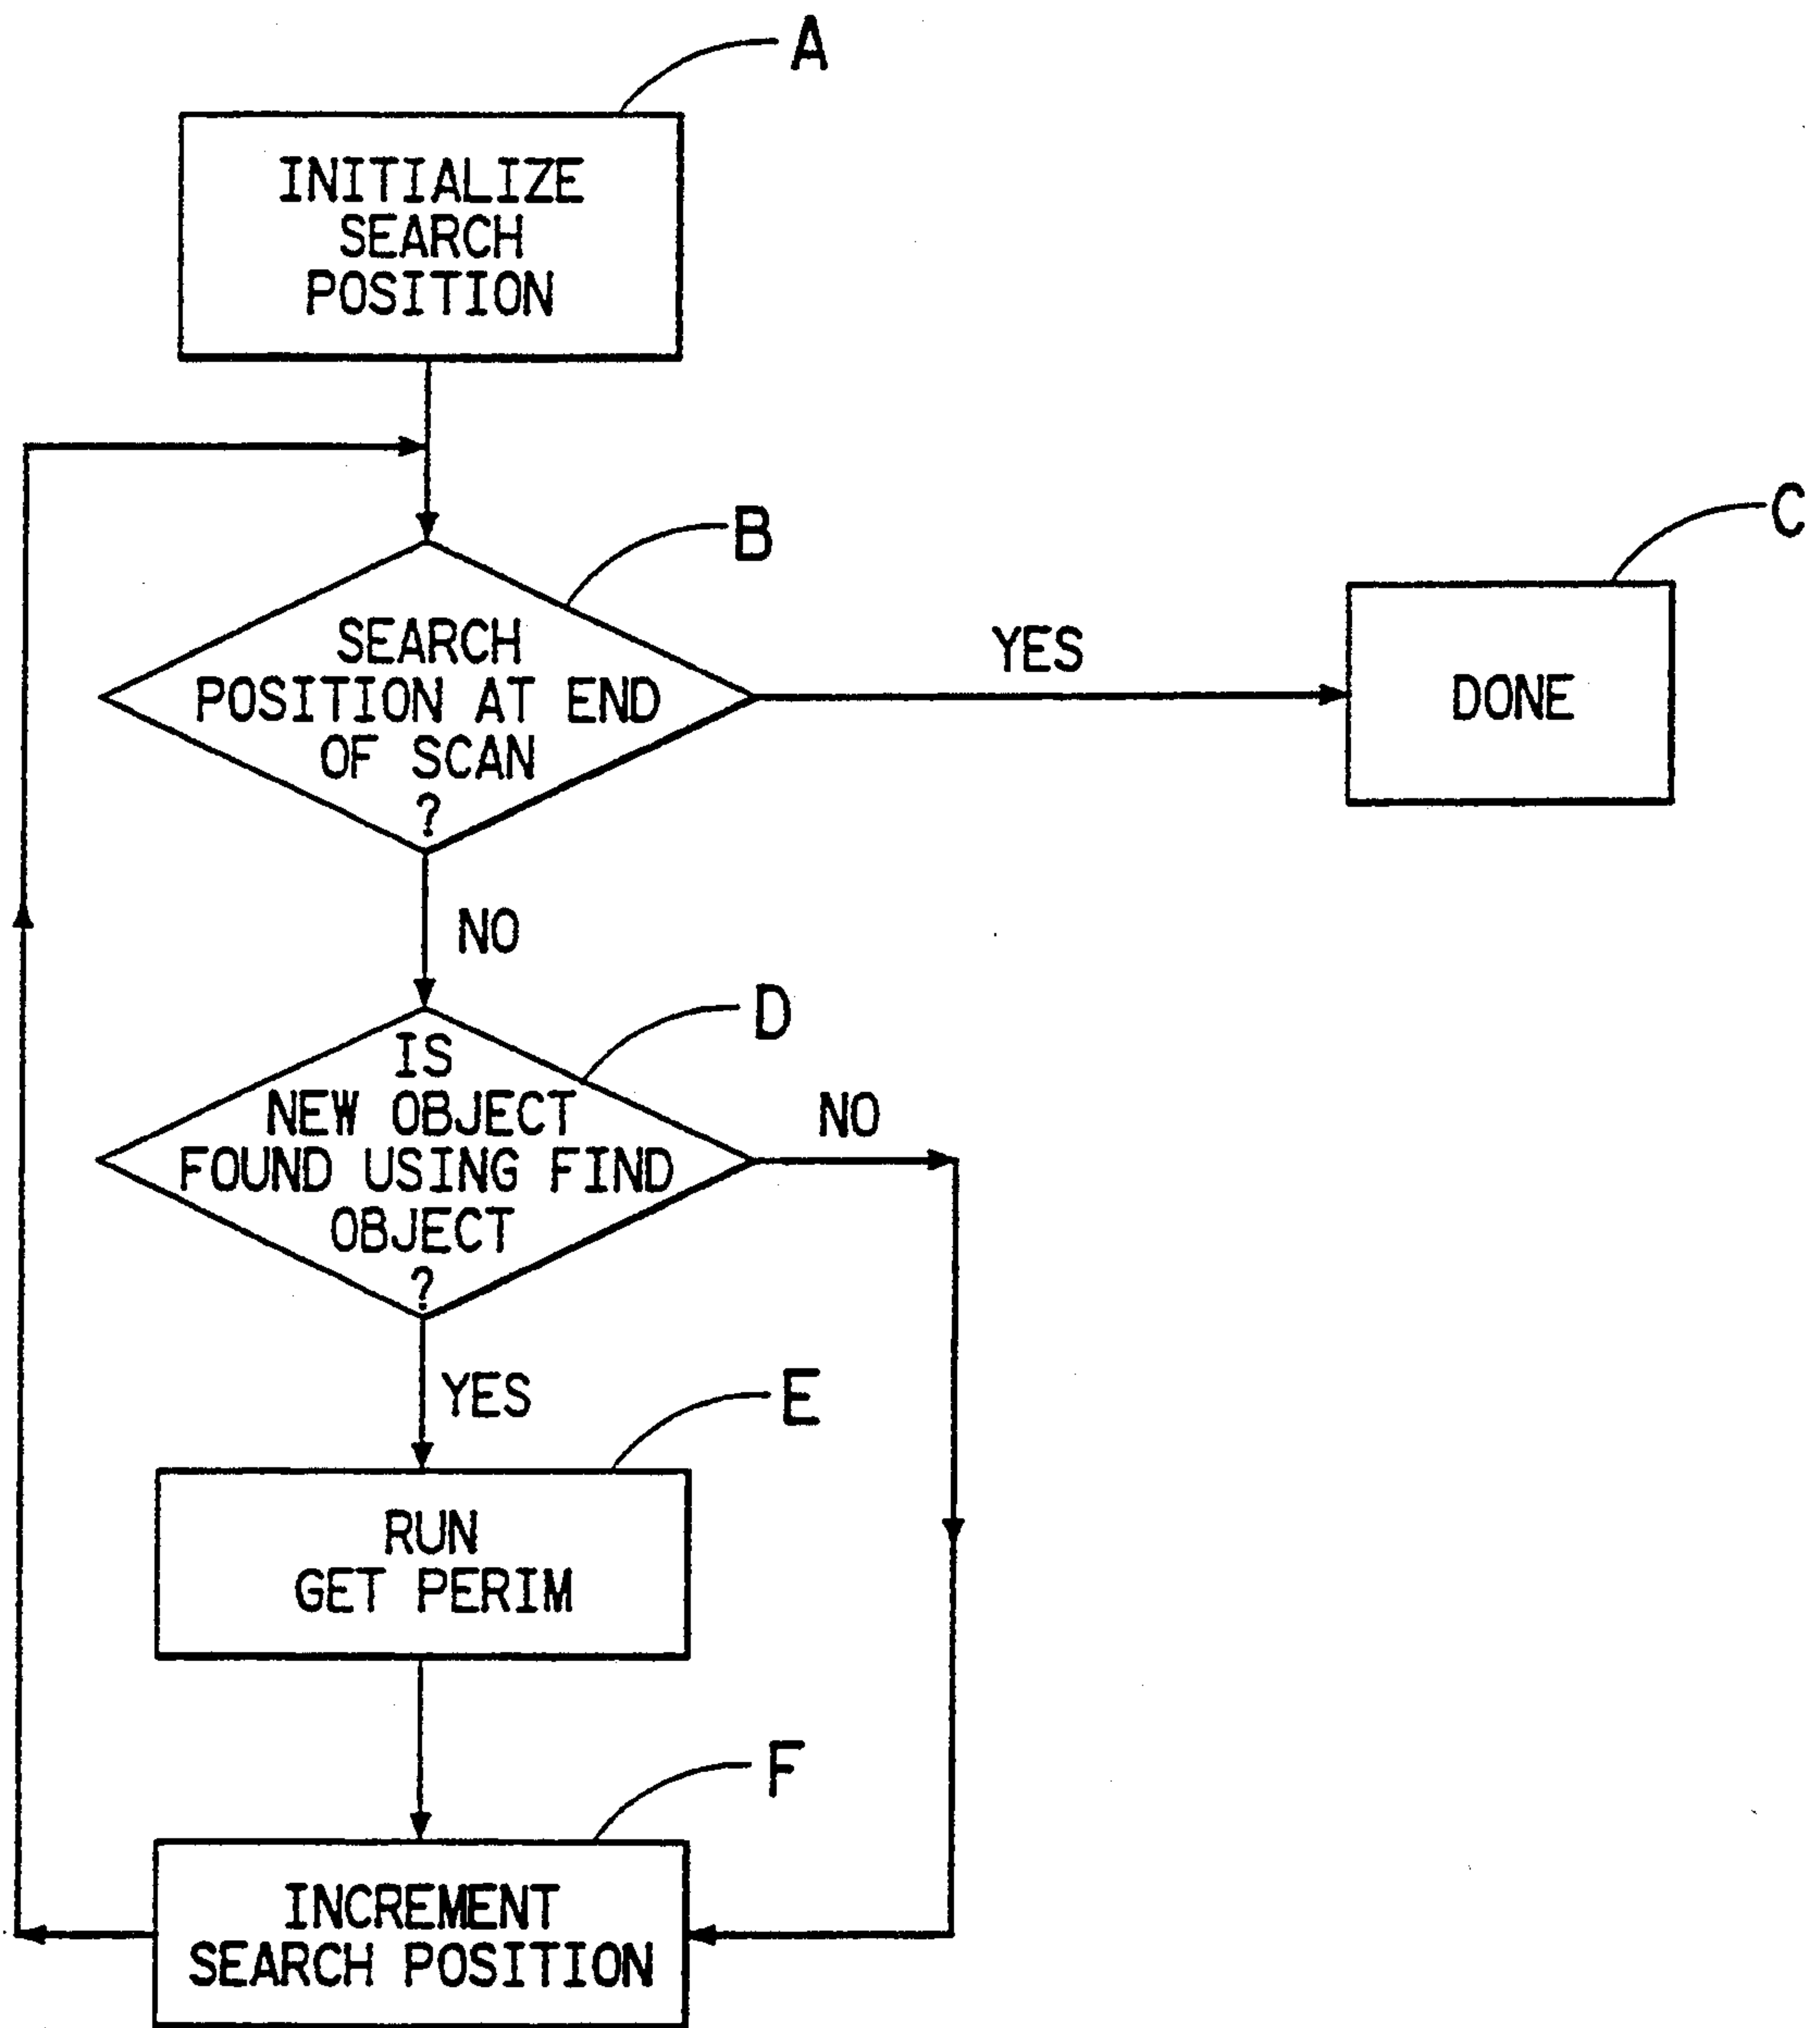 A
INITIALIZE
SEARCH
POSITION
B
C
SEARCH
POSITION AT END
OF SCAN
?
YES
DONE
NO
D
IS
NEW OBJECT
FOUND USING FIND
OBJECT
?
NO
YES
E
RUN
GET PERIM
F
INCREMENT
SEARCH POSITION